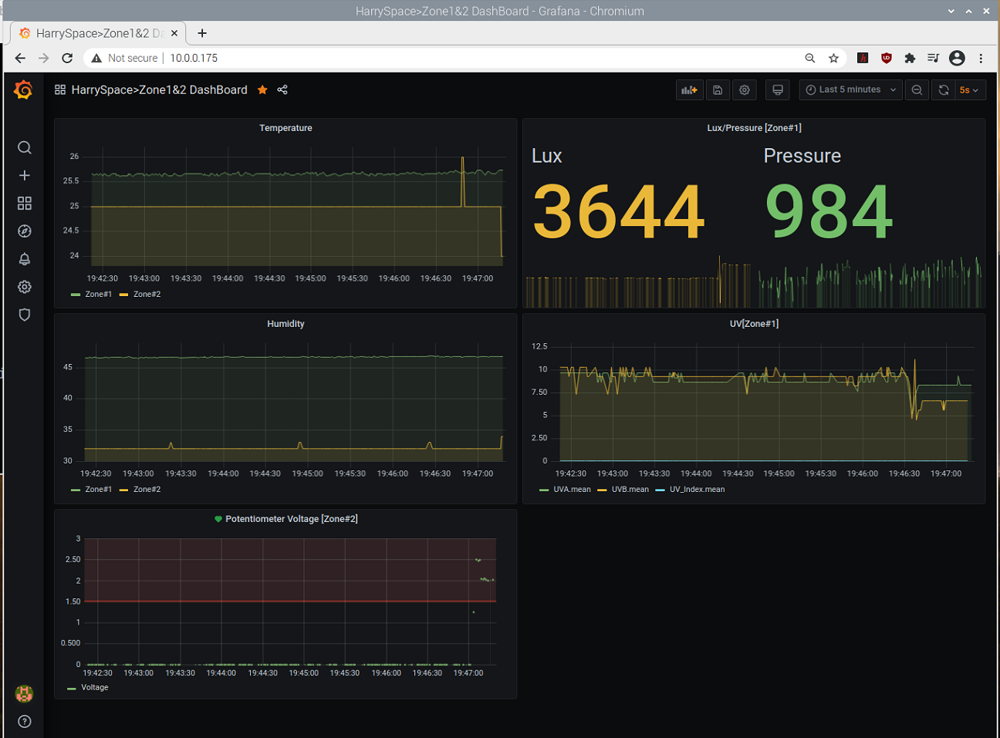 HarrySpace>Zone1&2 DashBoard - Grafana - Chromium
HarrySpace>Zone1&2 D
Not secure | 10.0.0.175
HarrySpace>Zone1&2 DashBoard
Last 5 minutes
5s
Temperature
26
25.5
25
24.5
24
19:42:30 19:43:00 19:43:30 19:44:00 19:44:30 19:45:00 19:45:30 19:46:00 19:46:30 19:47:00
Zone#1 Zone#2
Lux/Pressure [Zone#1]
Lux Pressure
3644 984
Humidity
45
40
35
30
19:42:30 19:43:00 19:43:30 19:44:00 19:44:30 19:45:00 19:45:30 19:46:00 19:46:30 19:47:00
Zone#1 Zone#2
UV[Zone#1]
12.5
10
7.50
5
2.50
0
19:42:30 19:43:00 19:43:30 19:44:00 19:44:30 19:45:00 19:45:30 19:46:00 19:46:30 19:47:00
UVA.mean UVB.mean UV_Index.mean
Potentiometer Voltage [Zone#2]
3
2.50
2
1.50
1
0.500
0
19:42:30 19:43:00 19:43:30 19:44:00 19:44:30 19:45:00 19:45:30 19:46:00 19:46:30 19:47:00
Voltage